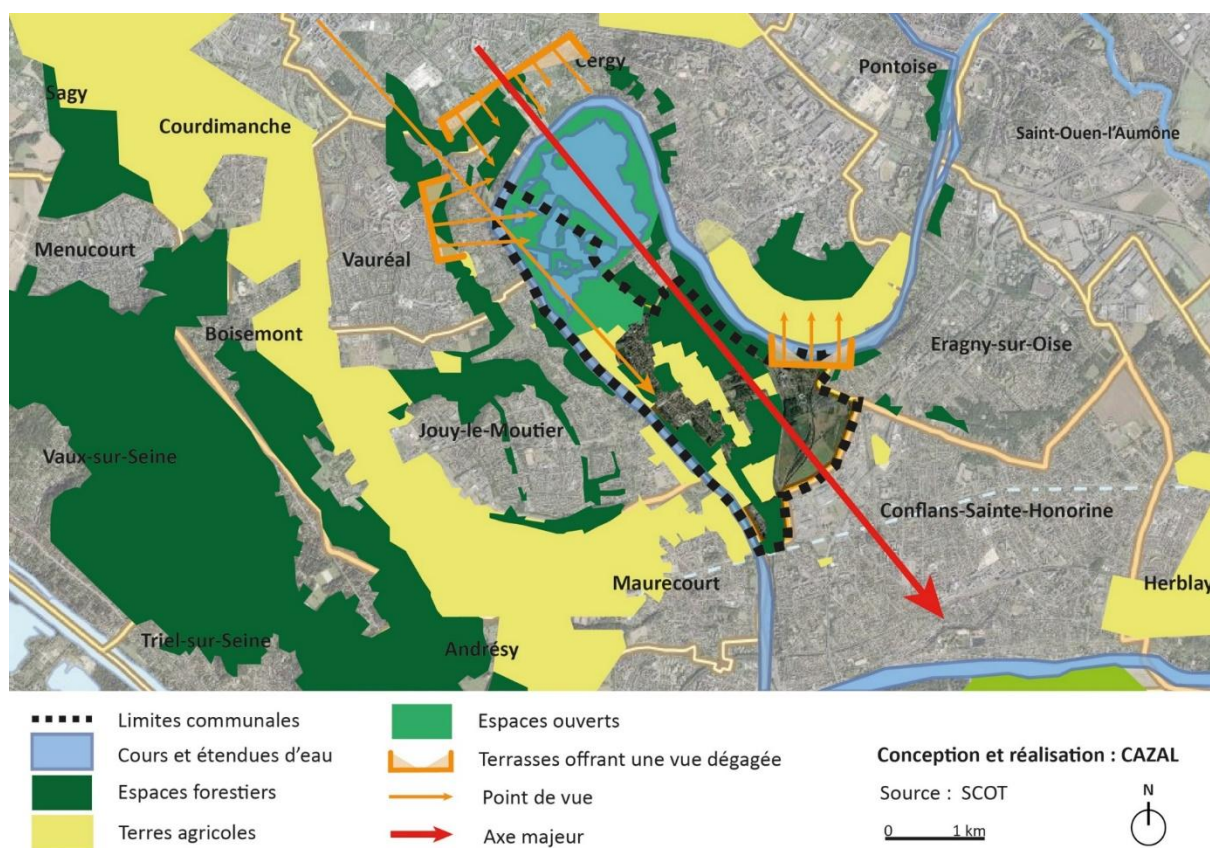 Cergy
Pontoise
Sagy
Courdimanche
Saint-Ouen-l'Aumône
Menucourt
Vauréal
Boisemont
Eragny-sur-Oise
Jouy-le-Moutier
Vaux-sur-Seine
Conflans-Sainte-Honorine
Maurecourt
Herblay
Triel-sur-Seine
Andrésy
Limites communales
Cours et étendues d'eau
Espaces forestiers
Terres agricoles
Espaces ouverts
Terrasses offrant une vue dégagée
Point de vue
Axe majeur
Conception et réalisation : CAZAL
Source : SCOT
0 1 km
N